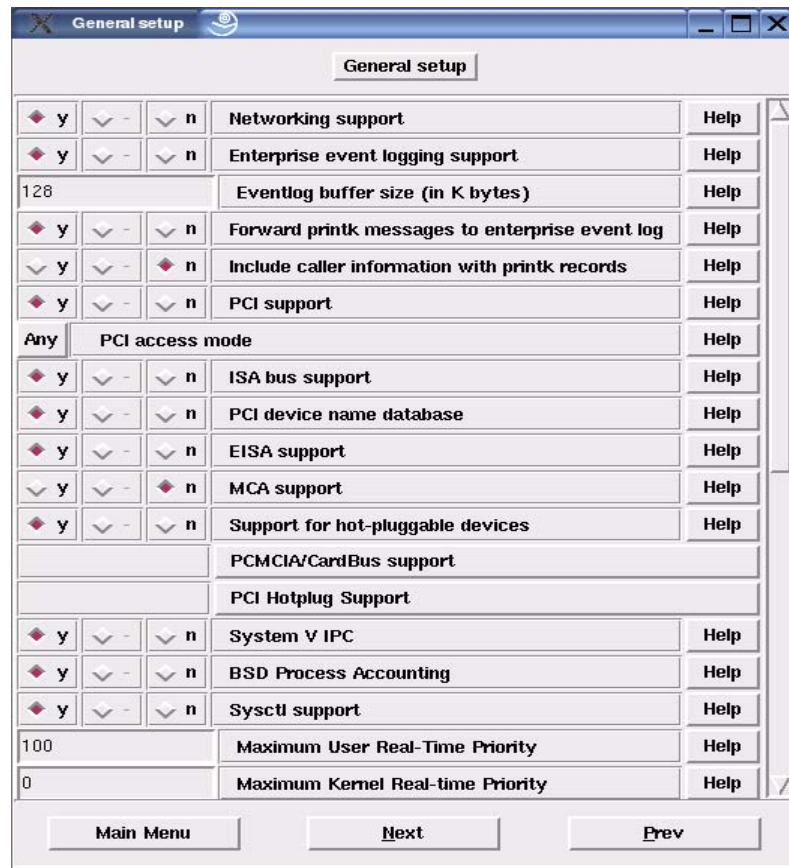 General setup
General setup
y - n Networking support Help
y - n Enterprise event logging support Help
128 Eventlog buffer size (in K bytes) Help
y - n Forward printk messages to enterprise event log Help
y - n Include caller information with printk records Help
y - n PCI support Help
Any PCI access mode Help
y - n ISA bus support Help
y - n PCI device name database Help
y - n EISA support Help
y - n MCA support Help
y - n Support for hot-pluggable devices Help
PCMCIA/CardBus support
PCI Hotplug Support
y - n System V IPC Help
y - n BSD Process Accounting Help
y - n Sysctl support Help
100 Maximum User Real-Time Priority Help
0 Maximum Kernel Real-time Priority Help
Main Menu Next Prev